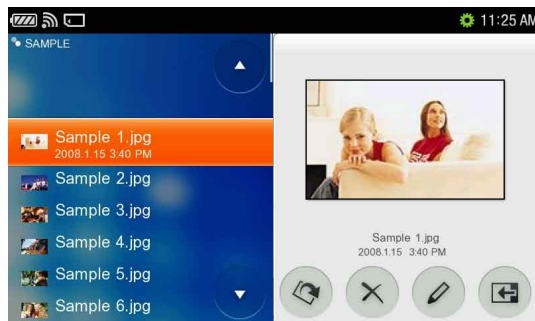 11:25 AM
SAMPLE
Sample 1.jpg
2008.1.15 3:40 PM
Sample 2.jpg
Sample 3.jpg
Sample 4.jpg
Sample 5.jpg
Sample 6.jpg
Sample 1.jpg
2008.1.15 3:40 PM